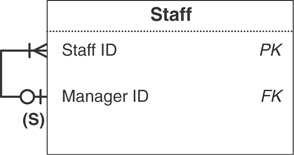 Staff
Staff ID PK
Manager ID FK
(S)